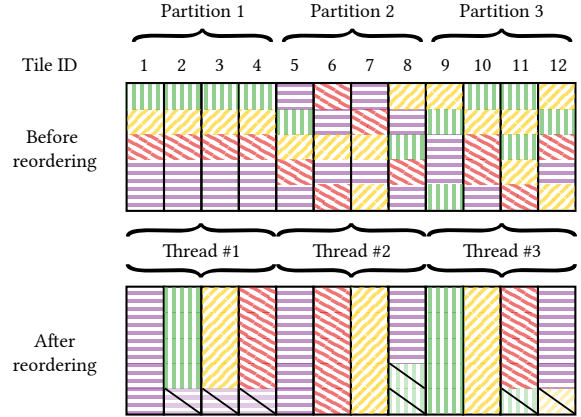 Partition 1 Partition 2 Partition 3
Tile ID 1 2 3 4 5 6 7 8 9 10 11 12
Before
reordering
Thread #1 Thread #2 Thread #3
After
reordering